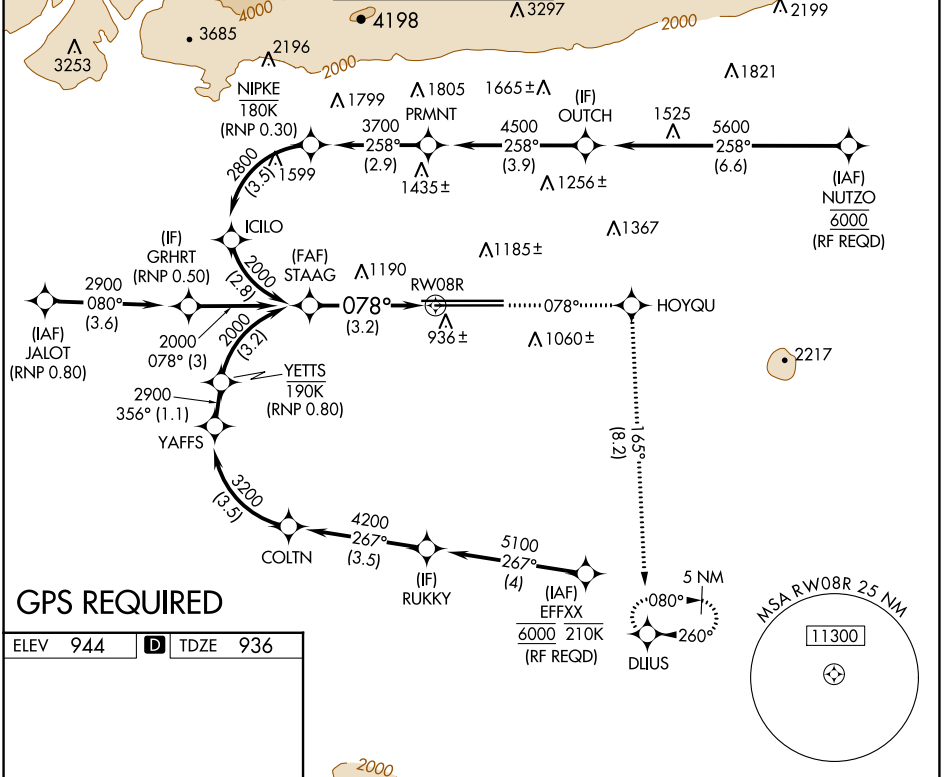 4000
4198
3297
2199
3685
2000
2196
3253
2000
1821
NIPKE
180K
(RNP 0.30)
1799
1805
1665±
(IF)
OUTCH
PRMNT
1525
3700
258°
(2.9)
4500
258°
(3.9)
5600
258°
(6.6)
2800
(3.5)
1599
1435±
1256±
(IAF)
NUTZO
6000
(RF REQD)
ICILO
1367
(IF)
GRHRT
(RNP 0.50)
2000
(2.8)
(FAF)
STAAG
1190
1185±
RW08R
2900
080°
(3.6)
078°
(3.2)
078°
HOYQU
(IAF)
JALOT
(RNP 0.80)
2000
078° (3)
2000
(3.2)
936±
1060±
2217
YETTS
190K
(RNP 0.80)
2900
356° (1.1)
YAFFS
165°
(8.2)
3200
(3.5)
COLTN
4200
267°
(3.5)
(IF)
RUKKY
5100
267°
(4)
(IAF)
EFFXX
6000 210K
(RF REQD)
5 NM
080°
260°
DLIUS
MSA RW08R 25 NM
11300
GPS REQUIRED
ELEV 944 D TDZE 936
2000